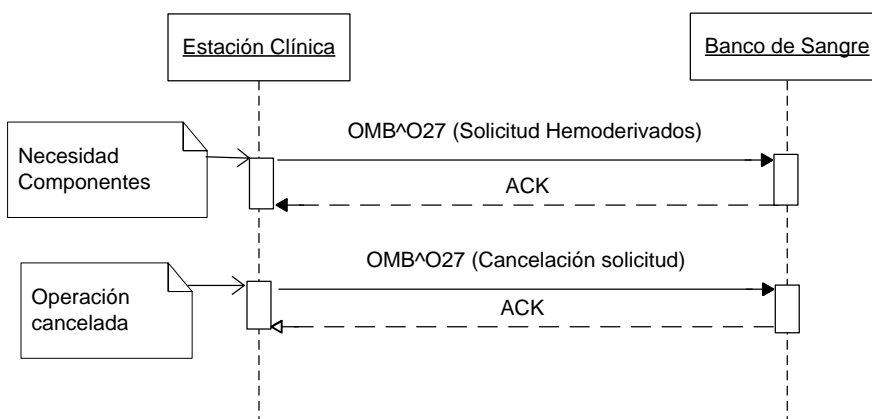 Estación Clínica
Banco de Sangre
OMB^O27 (Solicitud Hemoderivados)
Necesidad
Componentes
ACK
OMB^O27 (Cancelación solicitud)
Operación
cancelada
ACK